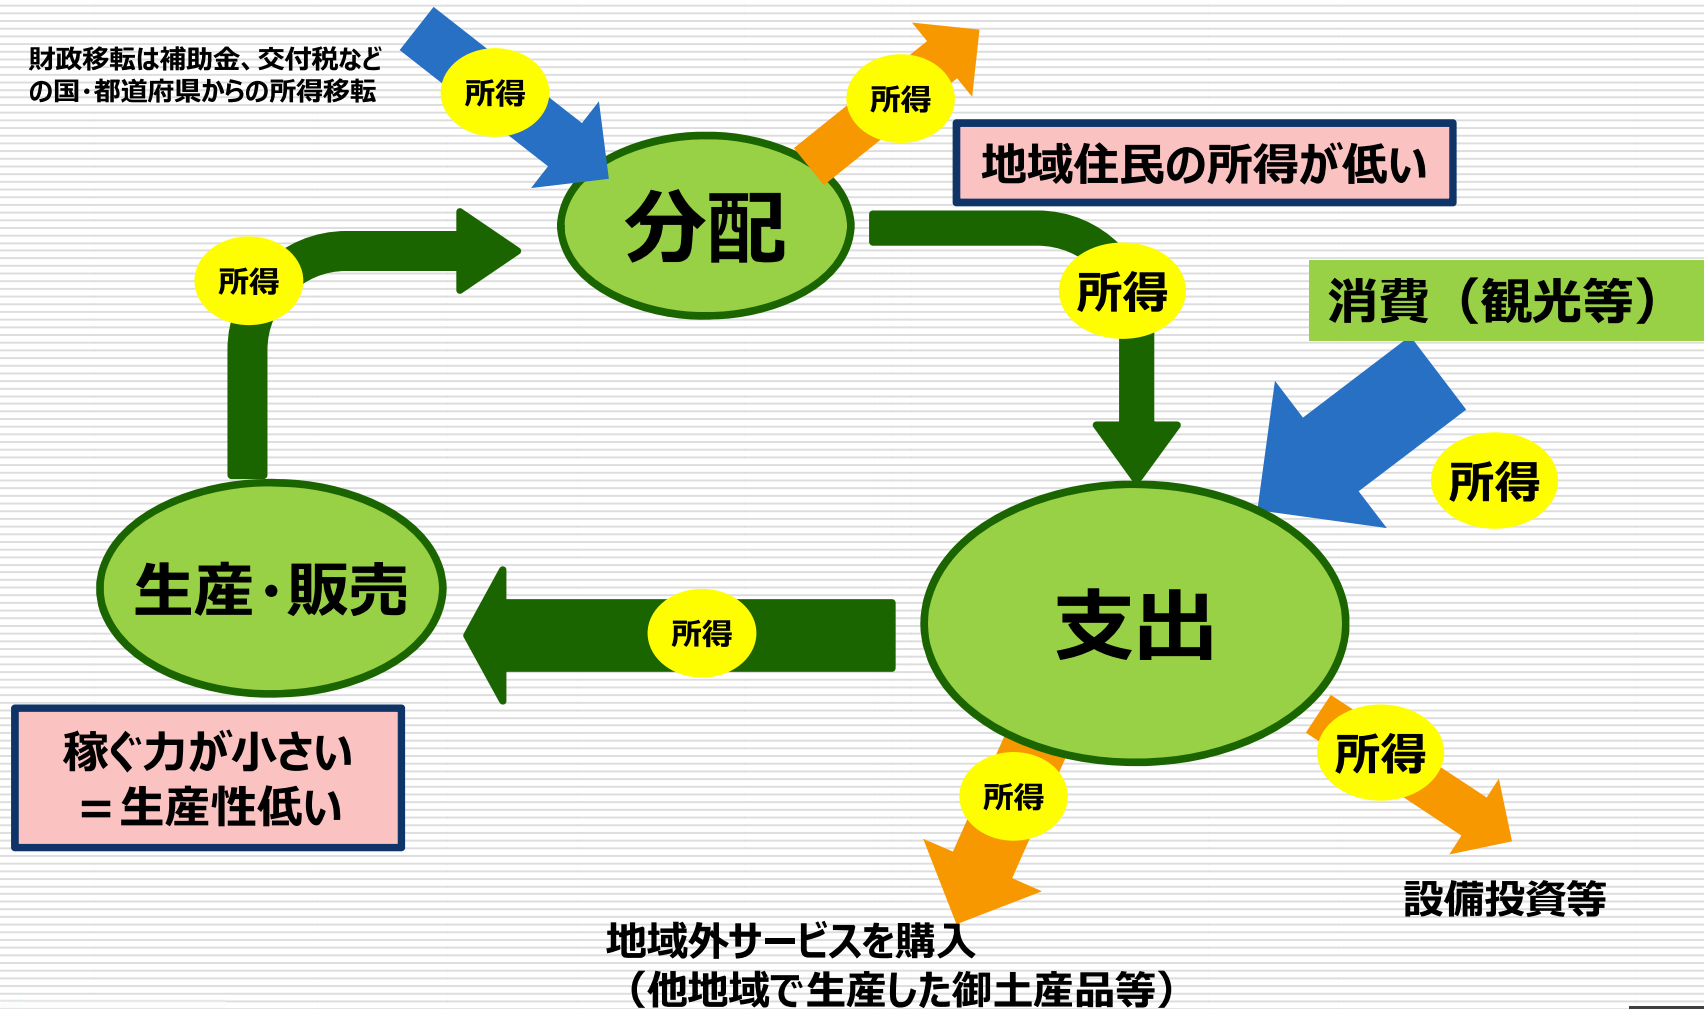 財政移転は補助金、交付税など
の国・都道府県からの所得移転
所得
所得
地域住民の所得が低い
分配
所得
所得
消費（観光等）
所得
生産・販売
支出
所得
稼ぐ力が小さい
＝生産性低い
所得
所得
設備投資等
地域外サービスを購入
（他地域で生産した御土産品等）